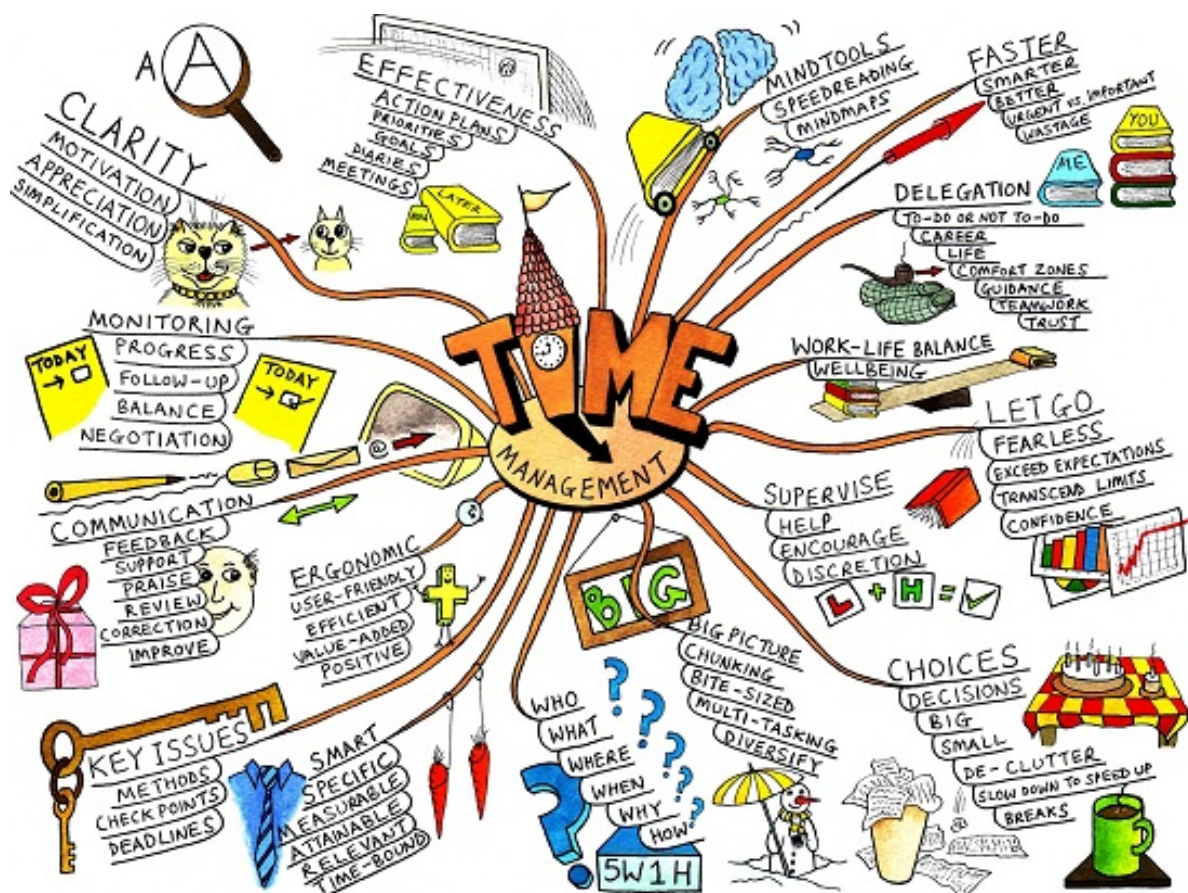 TIME
MANAGEMENT
A
A
CLARITY
MOTIVATION
APPRECIATION
SIMPLIFICATION
EFFECTIVENESS
ACTION PLANS
PRIORITIES
GOALS
DIARIES
MEETINGS
LATER
MINDTOOLS
SPEEDREADING
MINDMAPS
FASTER
SMARTER
BETTER
URGENT VS IMPORTANT
WASTAGE
YOU
ME
DELEGATION
TO-DO OR NOT TO-DO
CAREER
LIFE
COMFORT ZONES
GUIDANCE
TEAMWORK
TRUST
WORK-LIFE BALANCE
WELLBEING
LET GO
FEARLESS
EXCEED EXPECTATIONS
TRANSCEND LIMITS
CONFIDENCE
SUPERVISE
HELP
ENCOURAGE
DISCRETION
L + H =
CHOICES
DECISIONS
BIG
SMALL
DE-CLUTTER
SLOW DOWN TO SPEED UP
BREAKS
BIG
BIG PICTURE
CHUNKING
BITE-SIZED
MULTI-TASKING
DIVERSIFY
WHO
WHAT
WHERE
WHEN
WHY
HOW
5W1H
SMART
SPECIFIC
MEASURABLE
ATTAINABLE
RELEVANT
TIME-BOUND
KEY ISSUES
METHODS
CHECKPOINTS
DEADLINES
ERGONOMIC
USER-FRIENDLY
EFFICIENT
VALUE-ADDED
POSITIVE
COMMUNICATION
FEEDBACK
SUPPORT
PRAISE
REVIEW
CORRECTION
IMPROVE
@
MONITORING
PROGRESS
FOLLOW-UP
BALANCE
NEGOTIATION
TODAY
TODAY